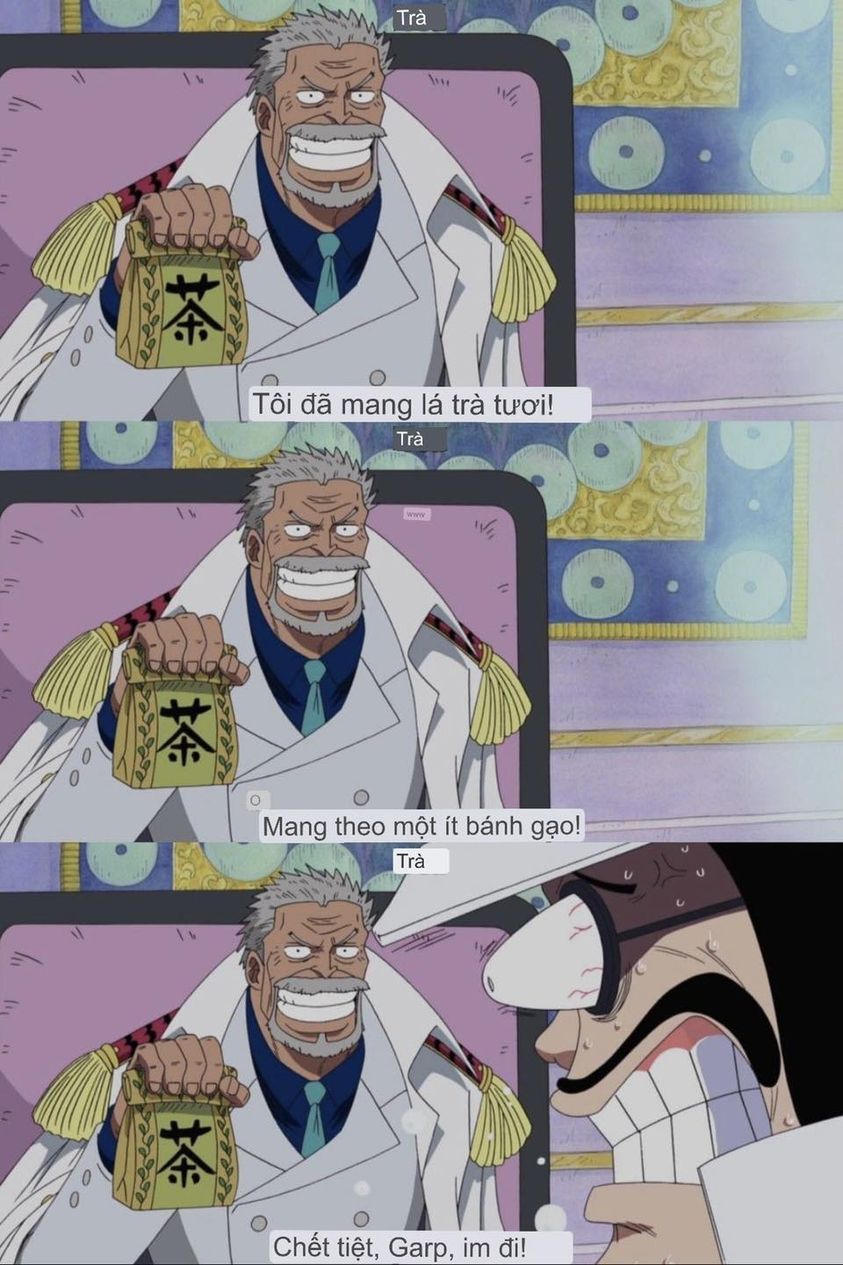 Trà
茶
Tôi đã mang lá trà tươi!
Trà
www
茶
O
Mang theo một ít bánh gạo!
Trà
茶
Chết tiệt, Garp, im đi!